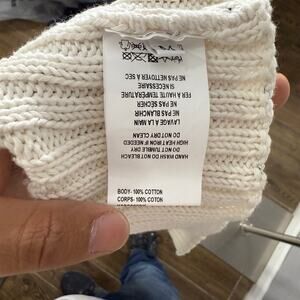 BODY- 100% COTTON
CORPS- 100% COTON
HAND WASH DO NOT BLEACH
DO NOT TUMBLE DRY
HIGH IRON IF NEEDED
DO NOT DRY CLEAN
LAVAGE A LA MAIN
NE PAS BLANCHIR
NE PAS SÉCHER
FER A HAUTE TEMPERATURE
SI NECESSAIRE
NE PAS NETTOYER A SEC